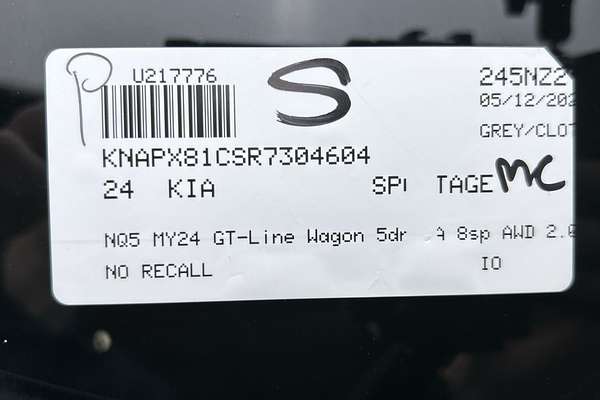 P U217776 S 245NZ2
05/12/202
GREY/CLOT
KNAPX81CSR7304604
24 KIA SP TAGE MC
NQ5 MY24 GT-Line Wagon 5dr A 8sp AWD 2.0
NO RECALL IO